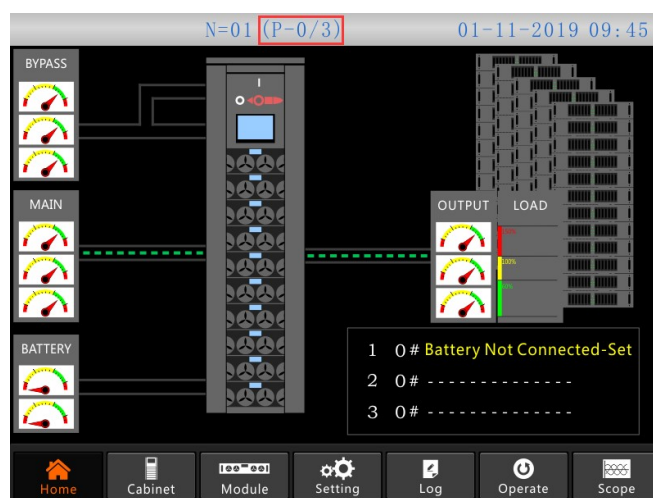 N=01 (P-0/3) 01-11-2019 09:45
BYPASS
MAIN
OUTPUT LOAD
100%
BATTERY
1 0# Battery Not Connected-Set
2 0# - - - - - - - - - - - - - -
3 0# - - - - - - - - - - - - - -
Home Cabinet Module Setting Log Operate Scope